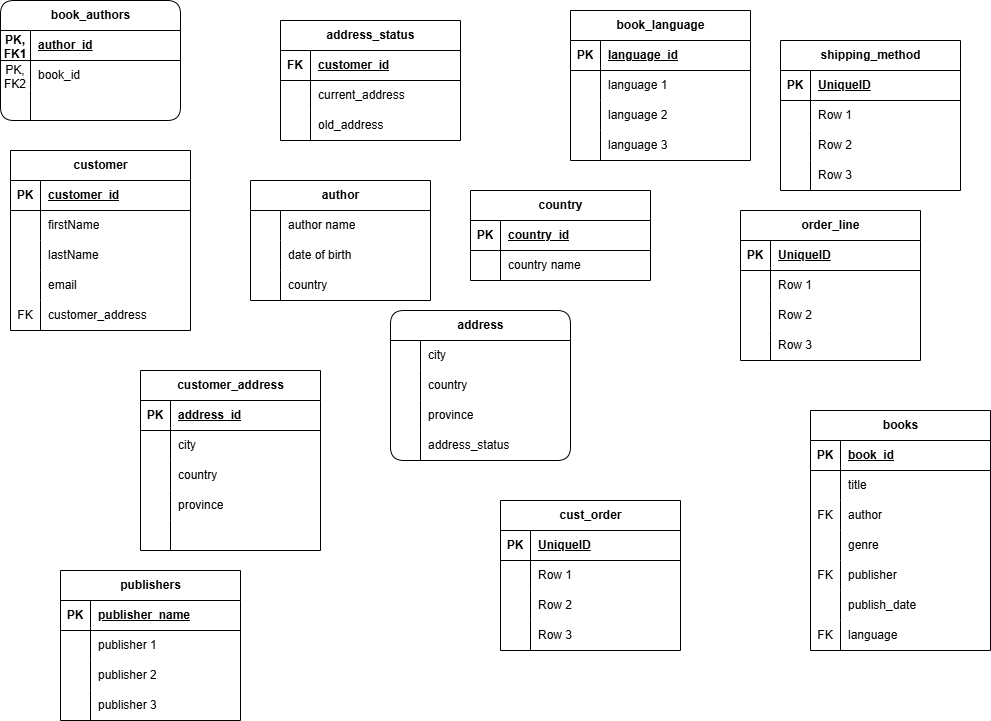 book_authors
PK, FK1 author_id
PK, FK2 book_id
address_status
FK customer_id
current_address
old_address
book_language
PK language_id
language 1
language 2
language 3
shipping_method
PK UniqueID
Row 1
Row 2
Row 3
customer
PK customer_id
firstName
lastName
email
FK customer_address
author
author name
date of birth
country
country
PK country_id
country name
order_line
PK UniqueID
Row 1
Row 2
Row 3
address
city
country
province
address_status
customer_address
PK address_id
city
country
province
books
PK book_id
title
FK author
genre
FK publisher
publish_date
FK language
cust_order
PK UniqueID
Row 1
Row 2
Row 3
publishers
PK publisher_name
publisher 1
publisher 2
publisher 3